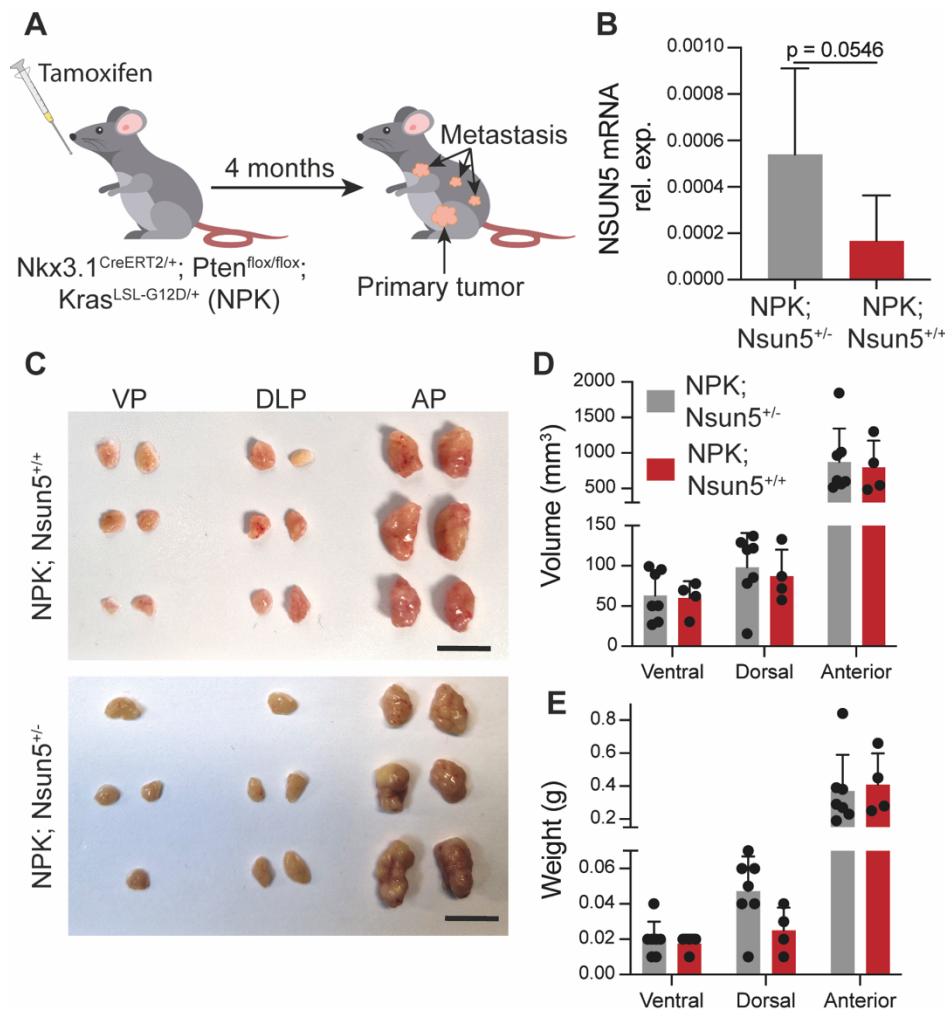 A
Tamoxifen
4 months
Metastasis
Nkx3.1CreERT2/+; Ptenflox/flox;
KrasLSL-G12D/+ (NPK)
Primary tumor
B
NSUN5 mRNA
rel. exp.
0.0010
0.0008
0.0006
0.0004
0.0002
0.0000
p = 0.0546
NPK;
Nsun5+/-
NPK;
Nsun5+/+
C
VP
DLP
AP
NPK; Nsun5+/+
NPK; Nsun5+/-
D
Volume (mm3)
2000
1500
1000
500
150
100
50
0
NPK;
Nsun5+/-
NPK;
Nsun5+/+
Ventral
Dorsal
Anterior
E
Weight (g)
0.8
0.6
0.4
0.2
0.06
0.04
0.02
0.00
Ventral
Dorsal
Anterior